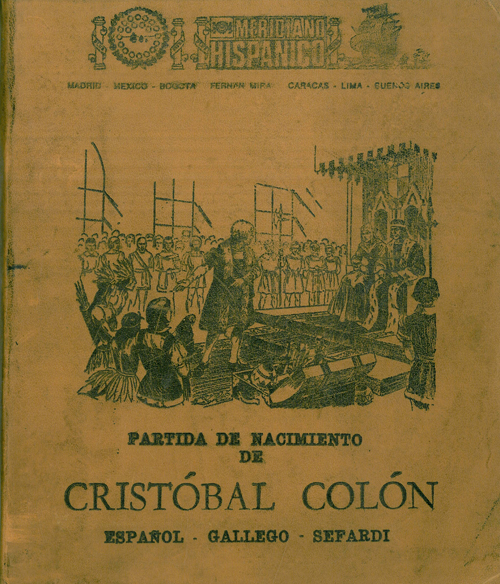 MERIDIANO
HISPANICO
MADRID - MEXICO - BOGOTA FERNAN MIRA CARACAS - LIMA - BUENOS AIRES
PARTIDA DE NACIMIENTO
DE
CRISTÓBAL COLÓN
ESPAÑOL - GALLEGO - SEFARDI